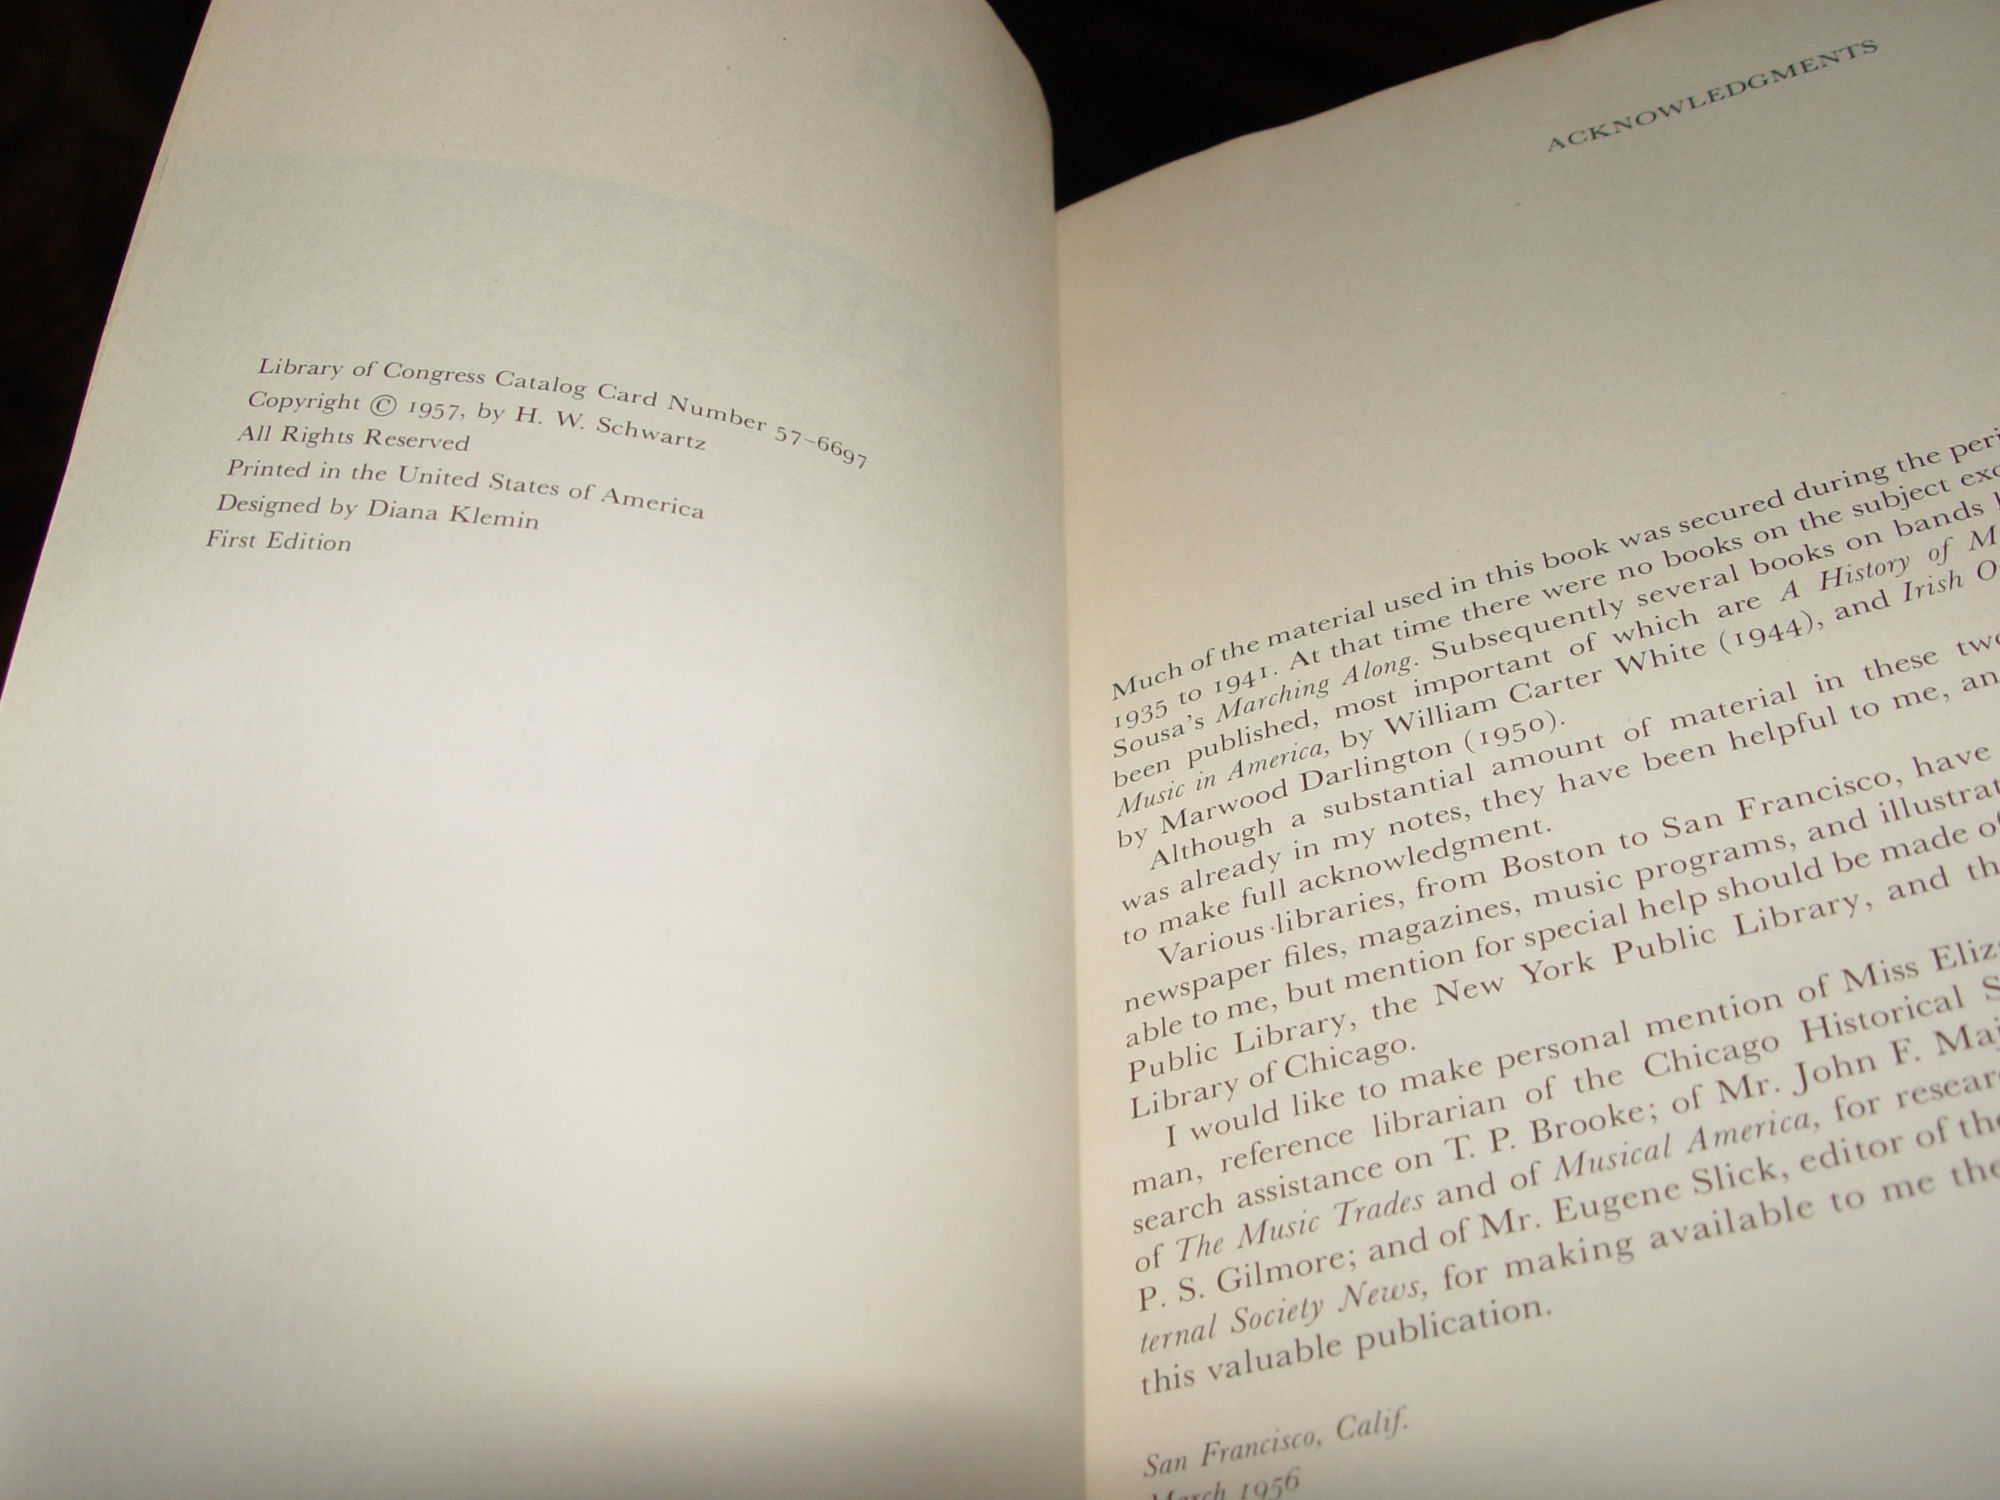 Library of Congress Catalog Card Number 57-6697
Copyright © 1957, by H. W. Schwartz
All Rights Reserved
Printed in the United States of America
Designed by Diana Klemin
First Edition
ACKNOWLEDGMENTS
Much of the material used in this book was secured during the peri
1935 to 1941. At that time there were no books on the subject exc
Sousa's Marching Along. Subsequently several books on bands
been published, most important of which are A History of M
Music in America, by William Carter White (1944), and Irish O
by Marwood Darlington (1950).
Although a substantial amount of material in these two
was already in my notes, they have been helpful to me, an
to make full acknowledgment.
Various libraries, from Boston to San Francisco, have
newspaper files, magazines, music programs, and illustrat
able to me, but mention for special help should be made of
Public Library, the New York Public Library, and th
Library of Chicago.
I would like to make personal mention of Miss Eliz
man, reference librarian of the Chicago Historical S
search assistance on T. P. Brooke; of Mr. John F. Maj
of The Music Trades and of Musical America, for resear
P. S. Gilmore; and of Mr. Eugene Slick, editor of the
ternal Society News, for making available to me the
this valuable publication.
San Francisco, Calif.
March 1956